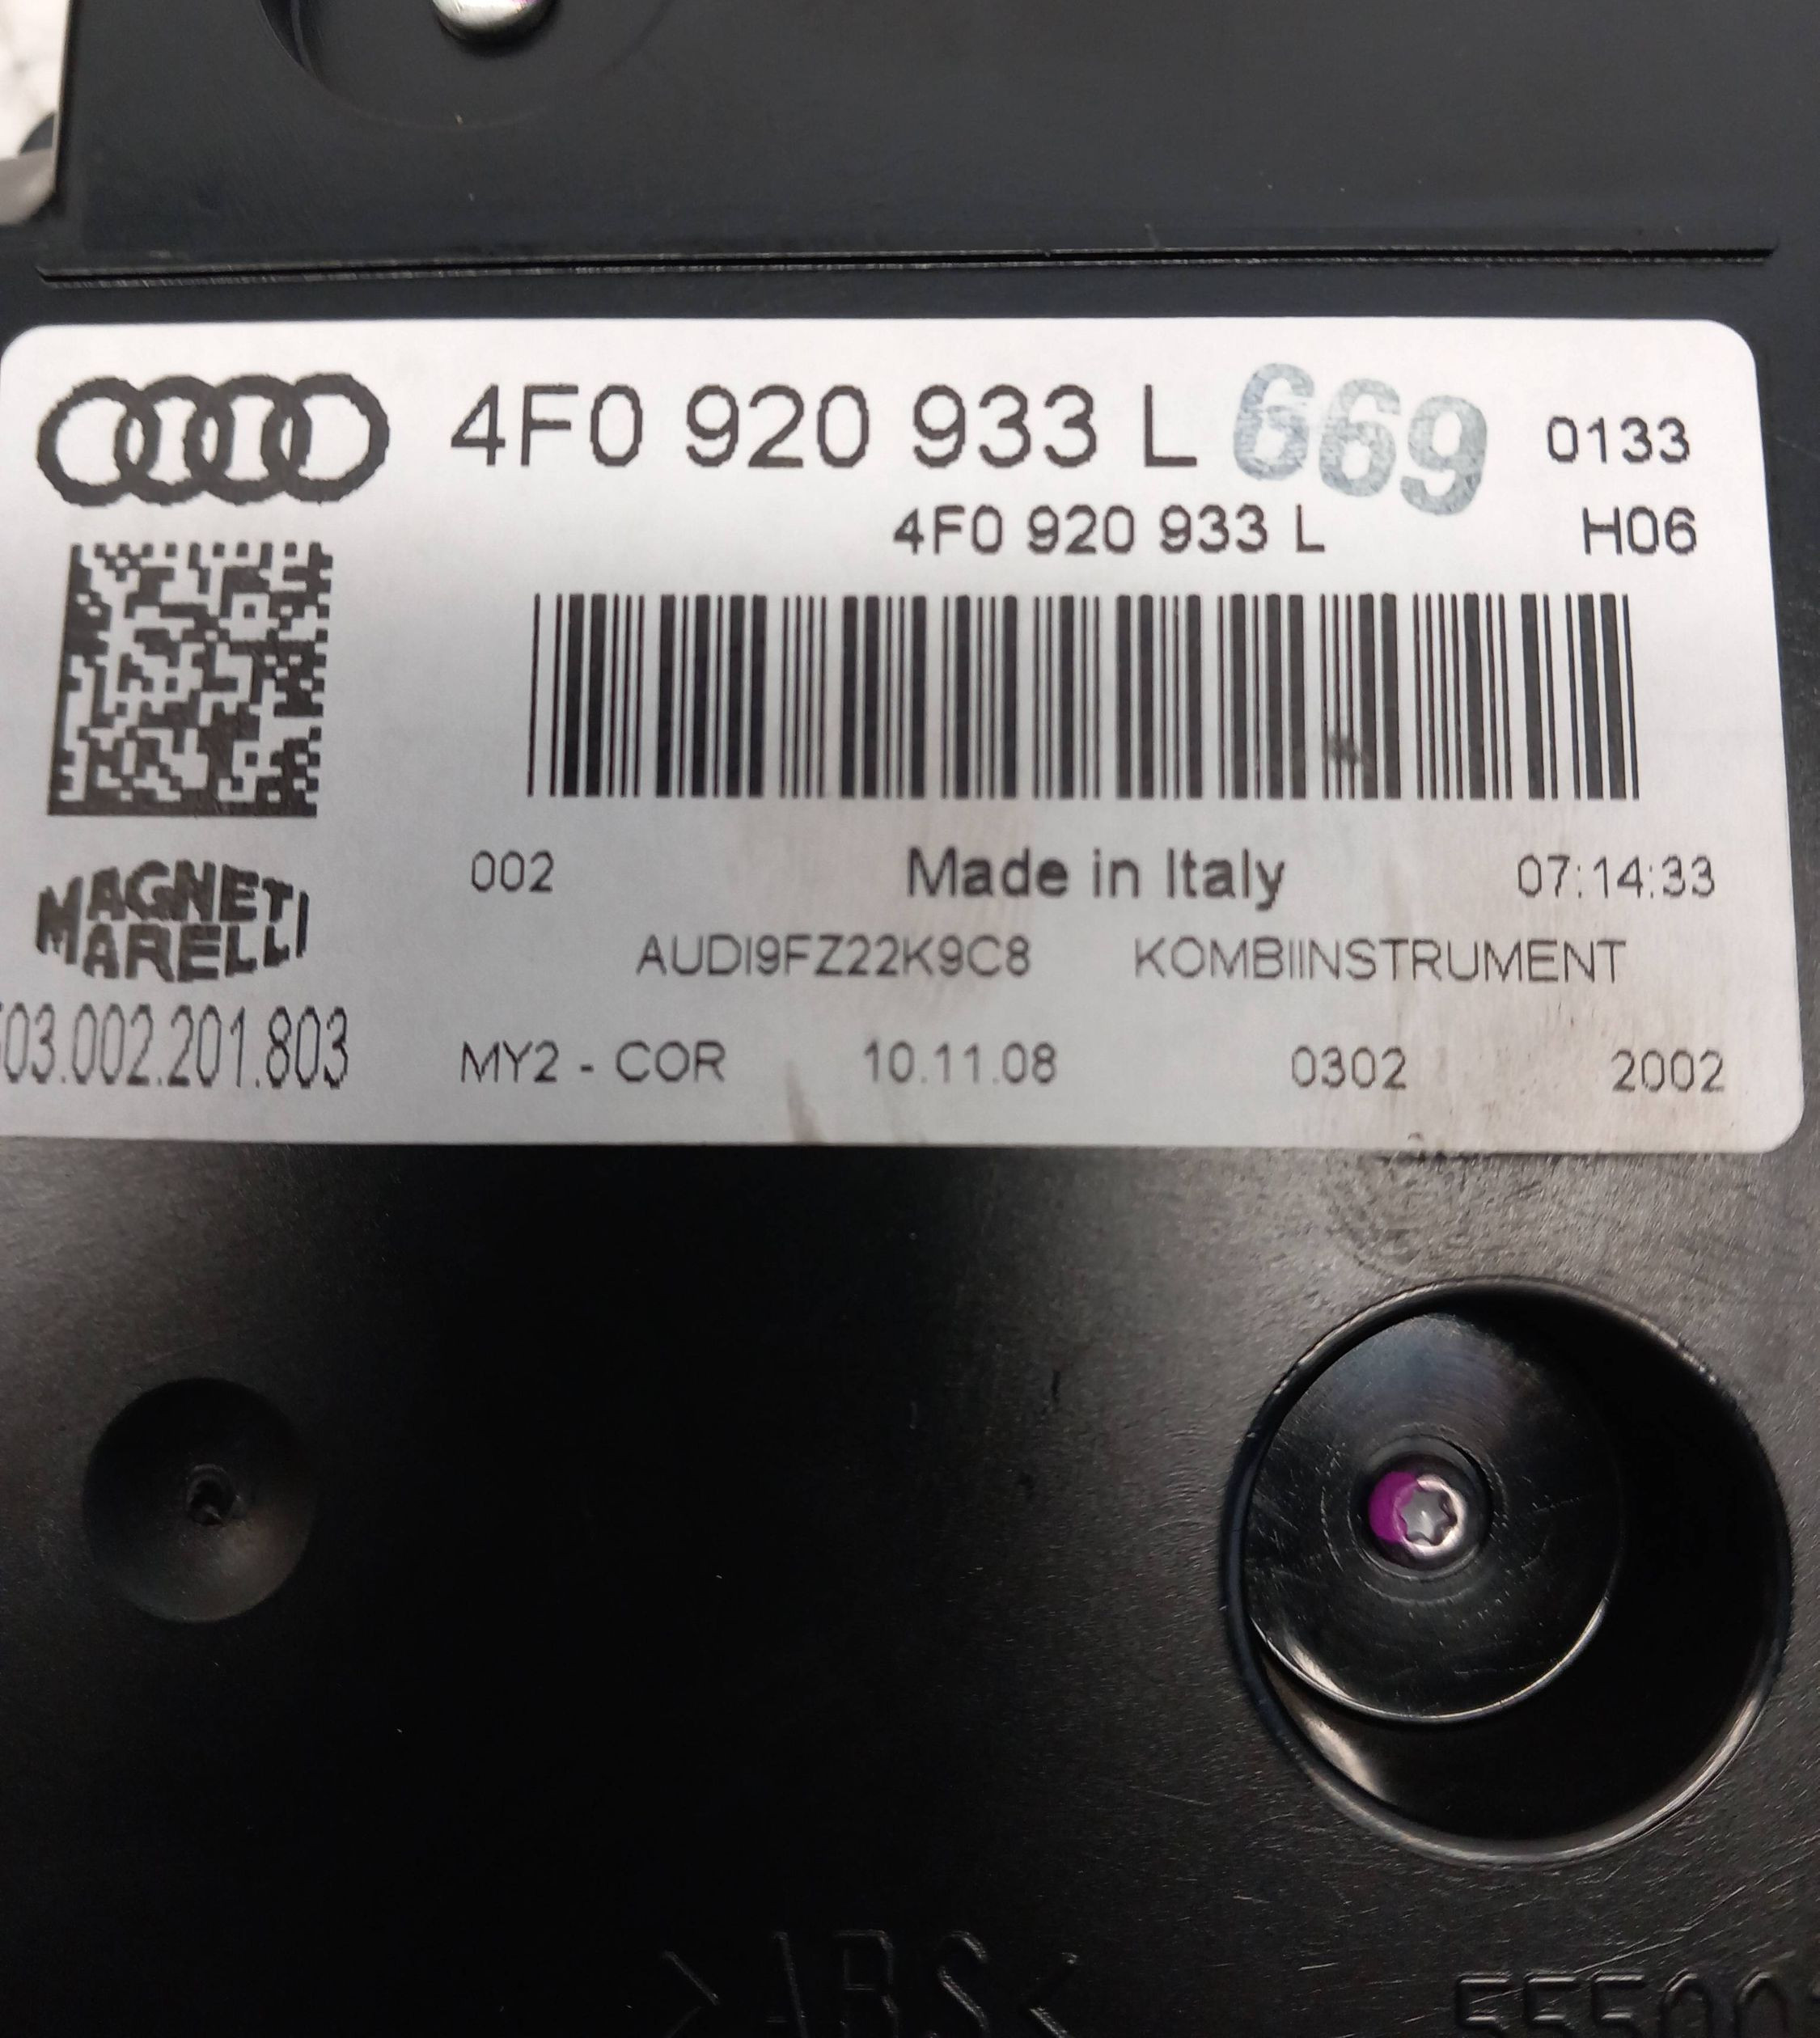 4F0 920 933 L 669 0133
4F0 920 933 L H06
002 Made in Italy 07:14:33
MAGNETI
MARELLI
AUDI9FZ22K9C8 KOMBIINSTRUMENT
03.002.201.803 MY2 - COR 10.11.08 0302 2002
>ABS<